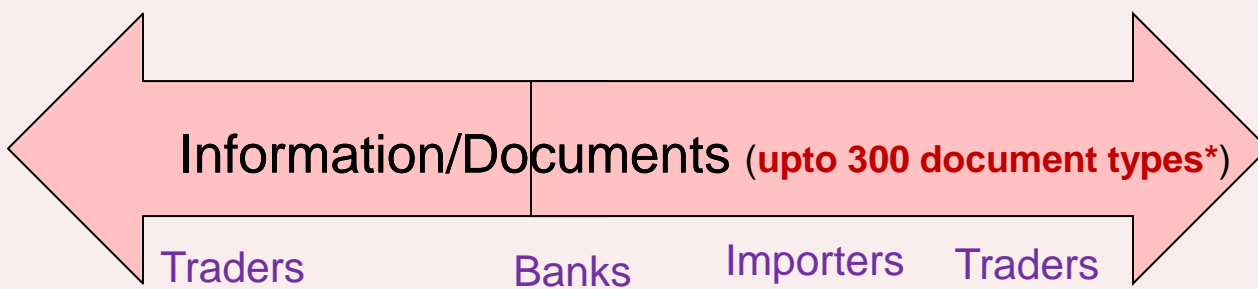 Information/Documents (upto 300 document types*)
Traders Banks Importers Traders